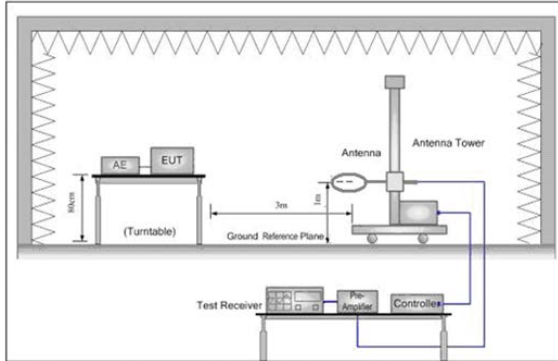 AE
EUT
80cm
(Turntable)
3m
1m
Antenna
Antenna Tower
Ground Reference Plane
Test Receiver
Pre-
Amplifier
Controller